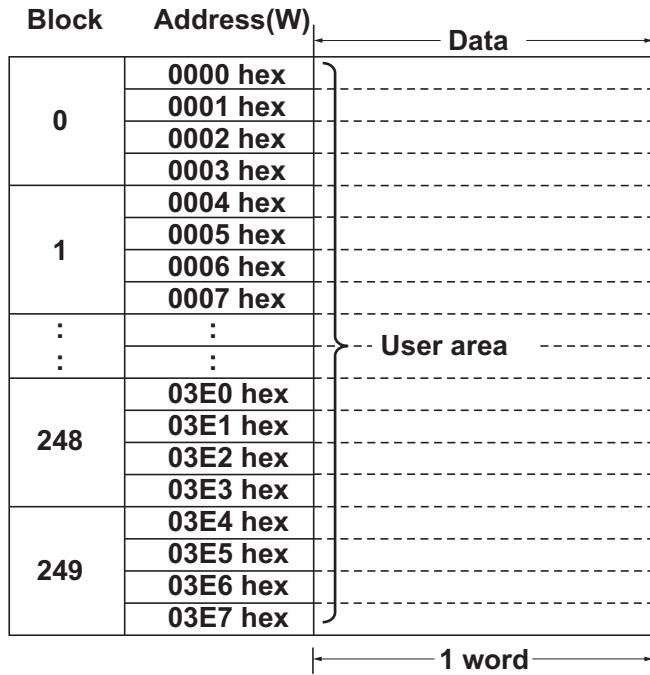 Block Address(W)
Data
0
0000 hex
0001 hex
0002 hex
0003 hex
1
0004 hex
0005 hex
0006 hex
0007 hex
: :
: :
User area
248
03E0 hex
03E1 hex
03E2 hex
03E3 hex
249
03E4 hex
03E5 hex
03E6 hex
03E7 hex
1 word